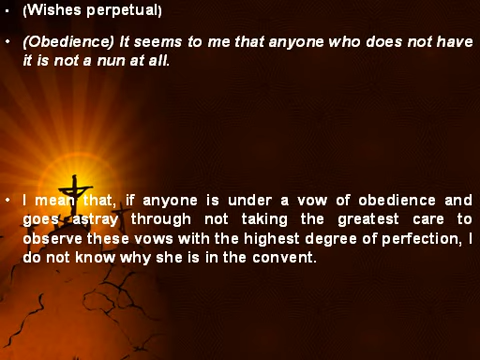 • (Wishes perpetual)
• (Obedience) It seems to me that anyone who does not have
it is not a nun at all.
• I mean that, if anyone is under a vow of obedience and
goes astray through not taking the greatest care to
observe these vows with the highest degree of perfection, I
do not know why she is in the convent.